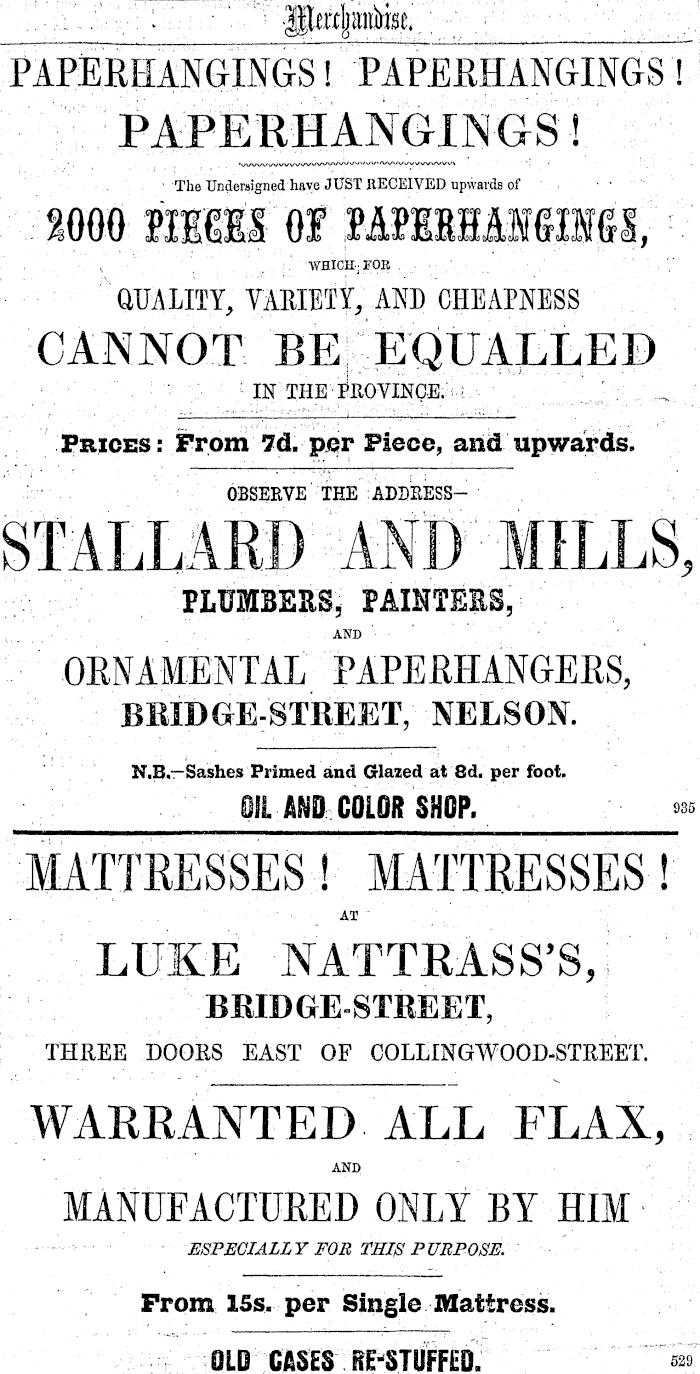 Merchandise.
PAPERHANGINGS! PAPERHANGINGS!
PAPERHANGINGS!
The Undersigned have JUST RECEIVED upwards of
2000 PIECES OF PAPERHANGINGS,
WHICH FOR
QUALITY, VARIETY, AND CHEAPNESS
CANNOT BE EQUALLED
IN THE PROVINCE.
PRICES: From 7d. per Piece, and upwards.
OBSERVE THE ADDRESS—
STALLARD AND MILLS,
PLUMBERS, PAINTERS,
AND
ORNAMENTAL PAPERHANGERS,
BRIDGE-STREET, NELSON.
N.B.—Sashes Primed and Glazed at 8d. per foot.
OIL AND COLOR SHOP. 935
MATTRESSES! MATTRESSES!
AT
LUKE NATTRASS'S,
BRIDGE-STREET,
THREE DOORS EAST OF COLLINGWOOD-STREET.
WARRANTED ALL FLAX,
AND
MANUFACTURED ONLY BY HIM
ESPECIALLY FOR THIS PURPOSE.
From 15s. per Single Mattress.
OLD CASES RE-STUFFED. 529